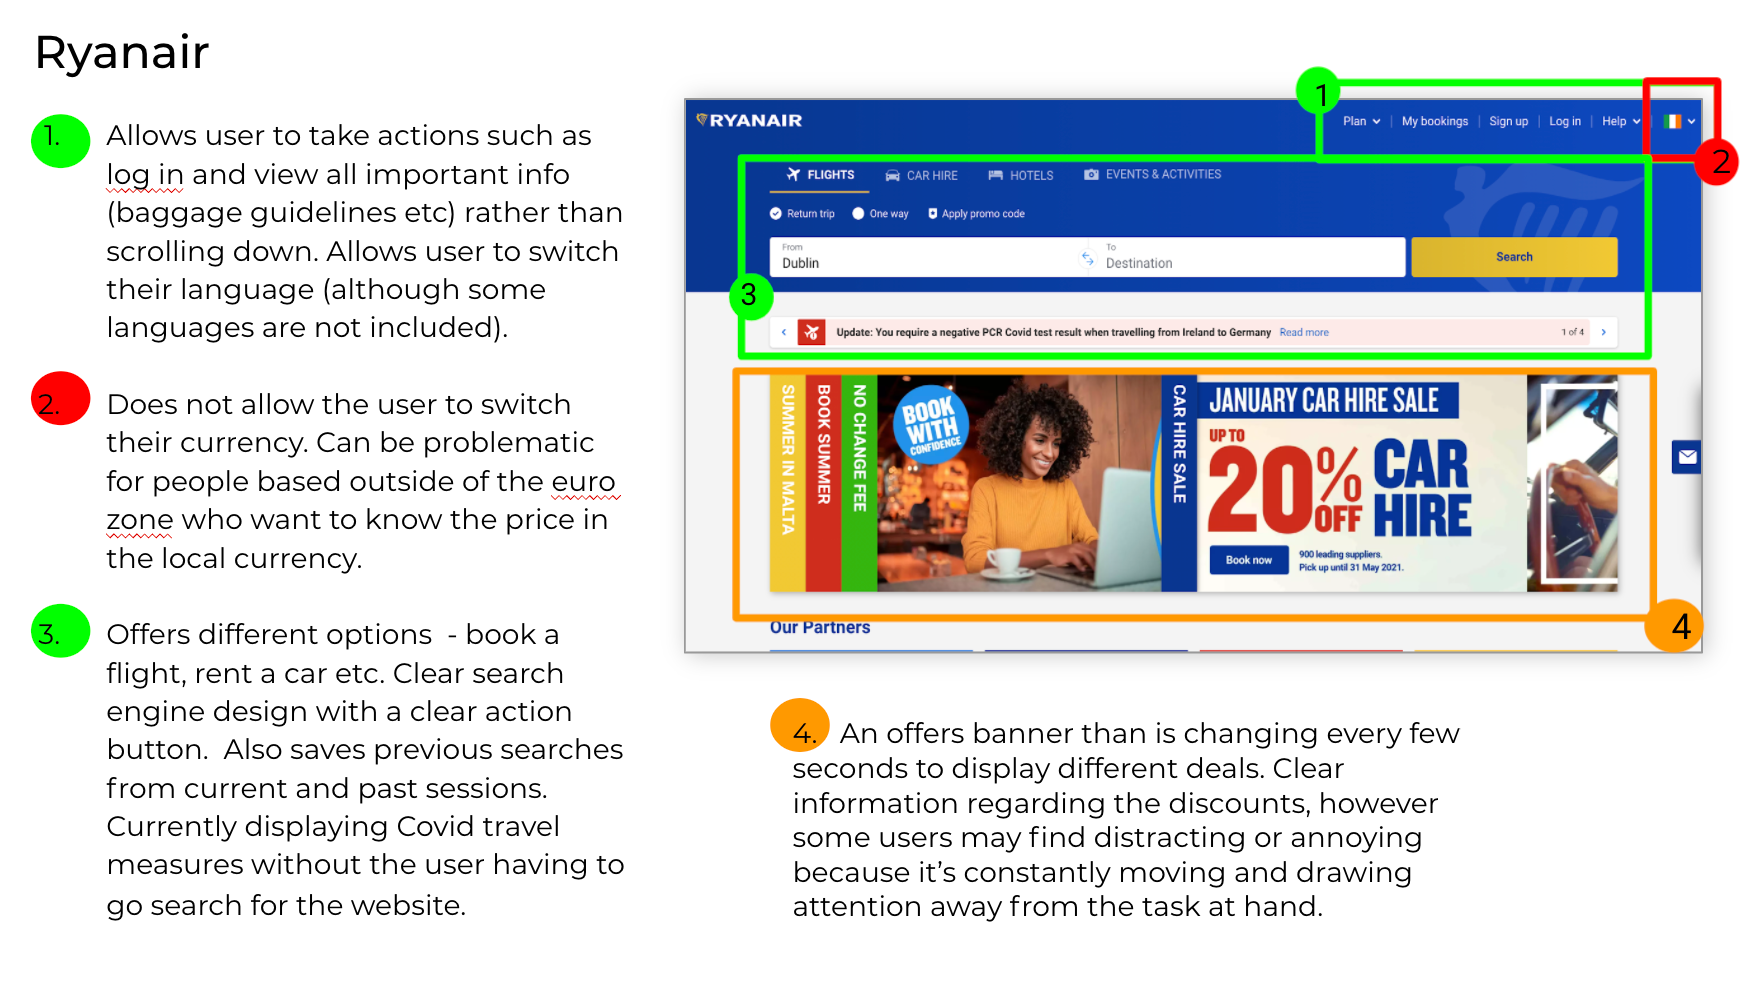 Ryanair
1. Allows user to take actions such as
log in and view all important info
(baggage guidelines etc) rather than
scrolling down. Allows user to switch
their language (although some
languages are not included).
2. Does not allow the user to switch
their currency. Can be problematic
for people based outside of the euro
zone who want to know the price in
the local currency.
3. Offers different options  - book a
flight, rent a car etc. Clear search
engine design with a clear action
button.  Also saves previous searches
from current and past sessions.
Currently displaying Covid travel
measures without the user having to
go search for the website.
1
2
RYANAIR
Plan | My bookings | Sign up | Log in | Help
FLIGHTS CAR HIRE HOTELS EVENTS & ACTIVITIES
Return trip One way Apply promo code
From To
Dublin Destination Search
3
Update: You require a negative PCR Covid test result when travelling from Ireland to Germany Read more 1 of 4
SUMMER IN MALTA
BOOK SUMMER
NO CHANGE FEE
BOOK
WITH
CONFIDENCE
CAR HIRE SALE
JANUARY CAR HIRE SALE
UP TO
20% OFF
CAR
HIRE
Book now
900 leading suppliers.
Pick up until 31 May 2021.
4
Our Partners
4. An offers banner than is changing every few
seconds to display different deals. Clear
information regarding the discounts, however
some users may find distracting or annoying
because it's constantly moving and drawing
attention away from the task at hand.